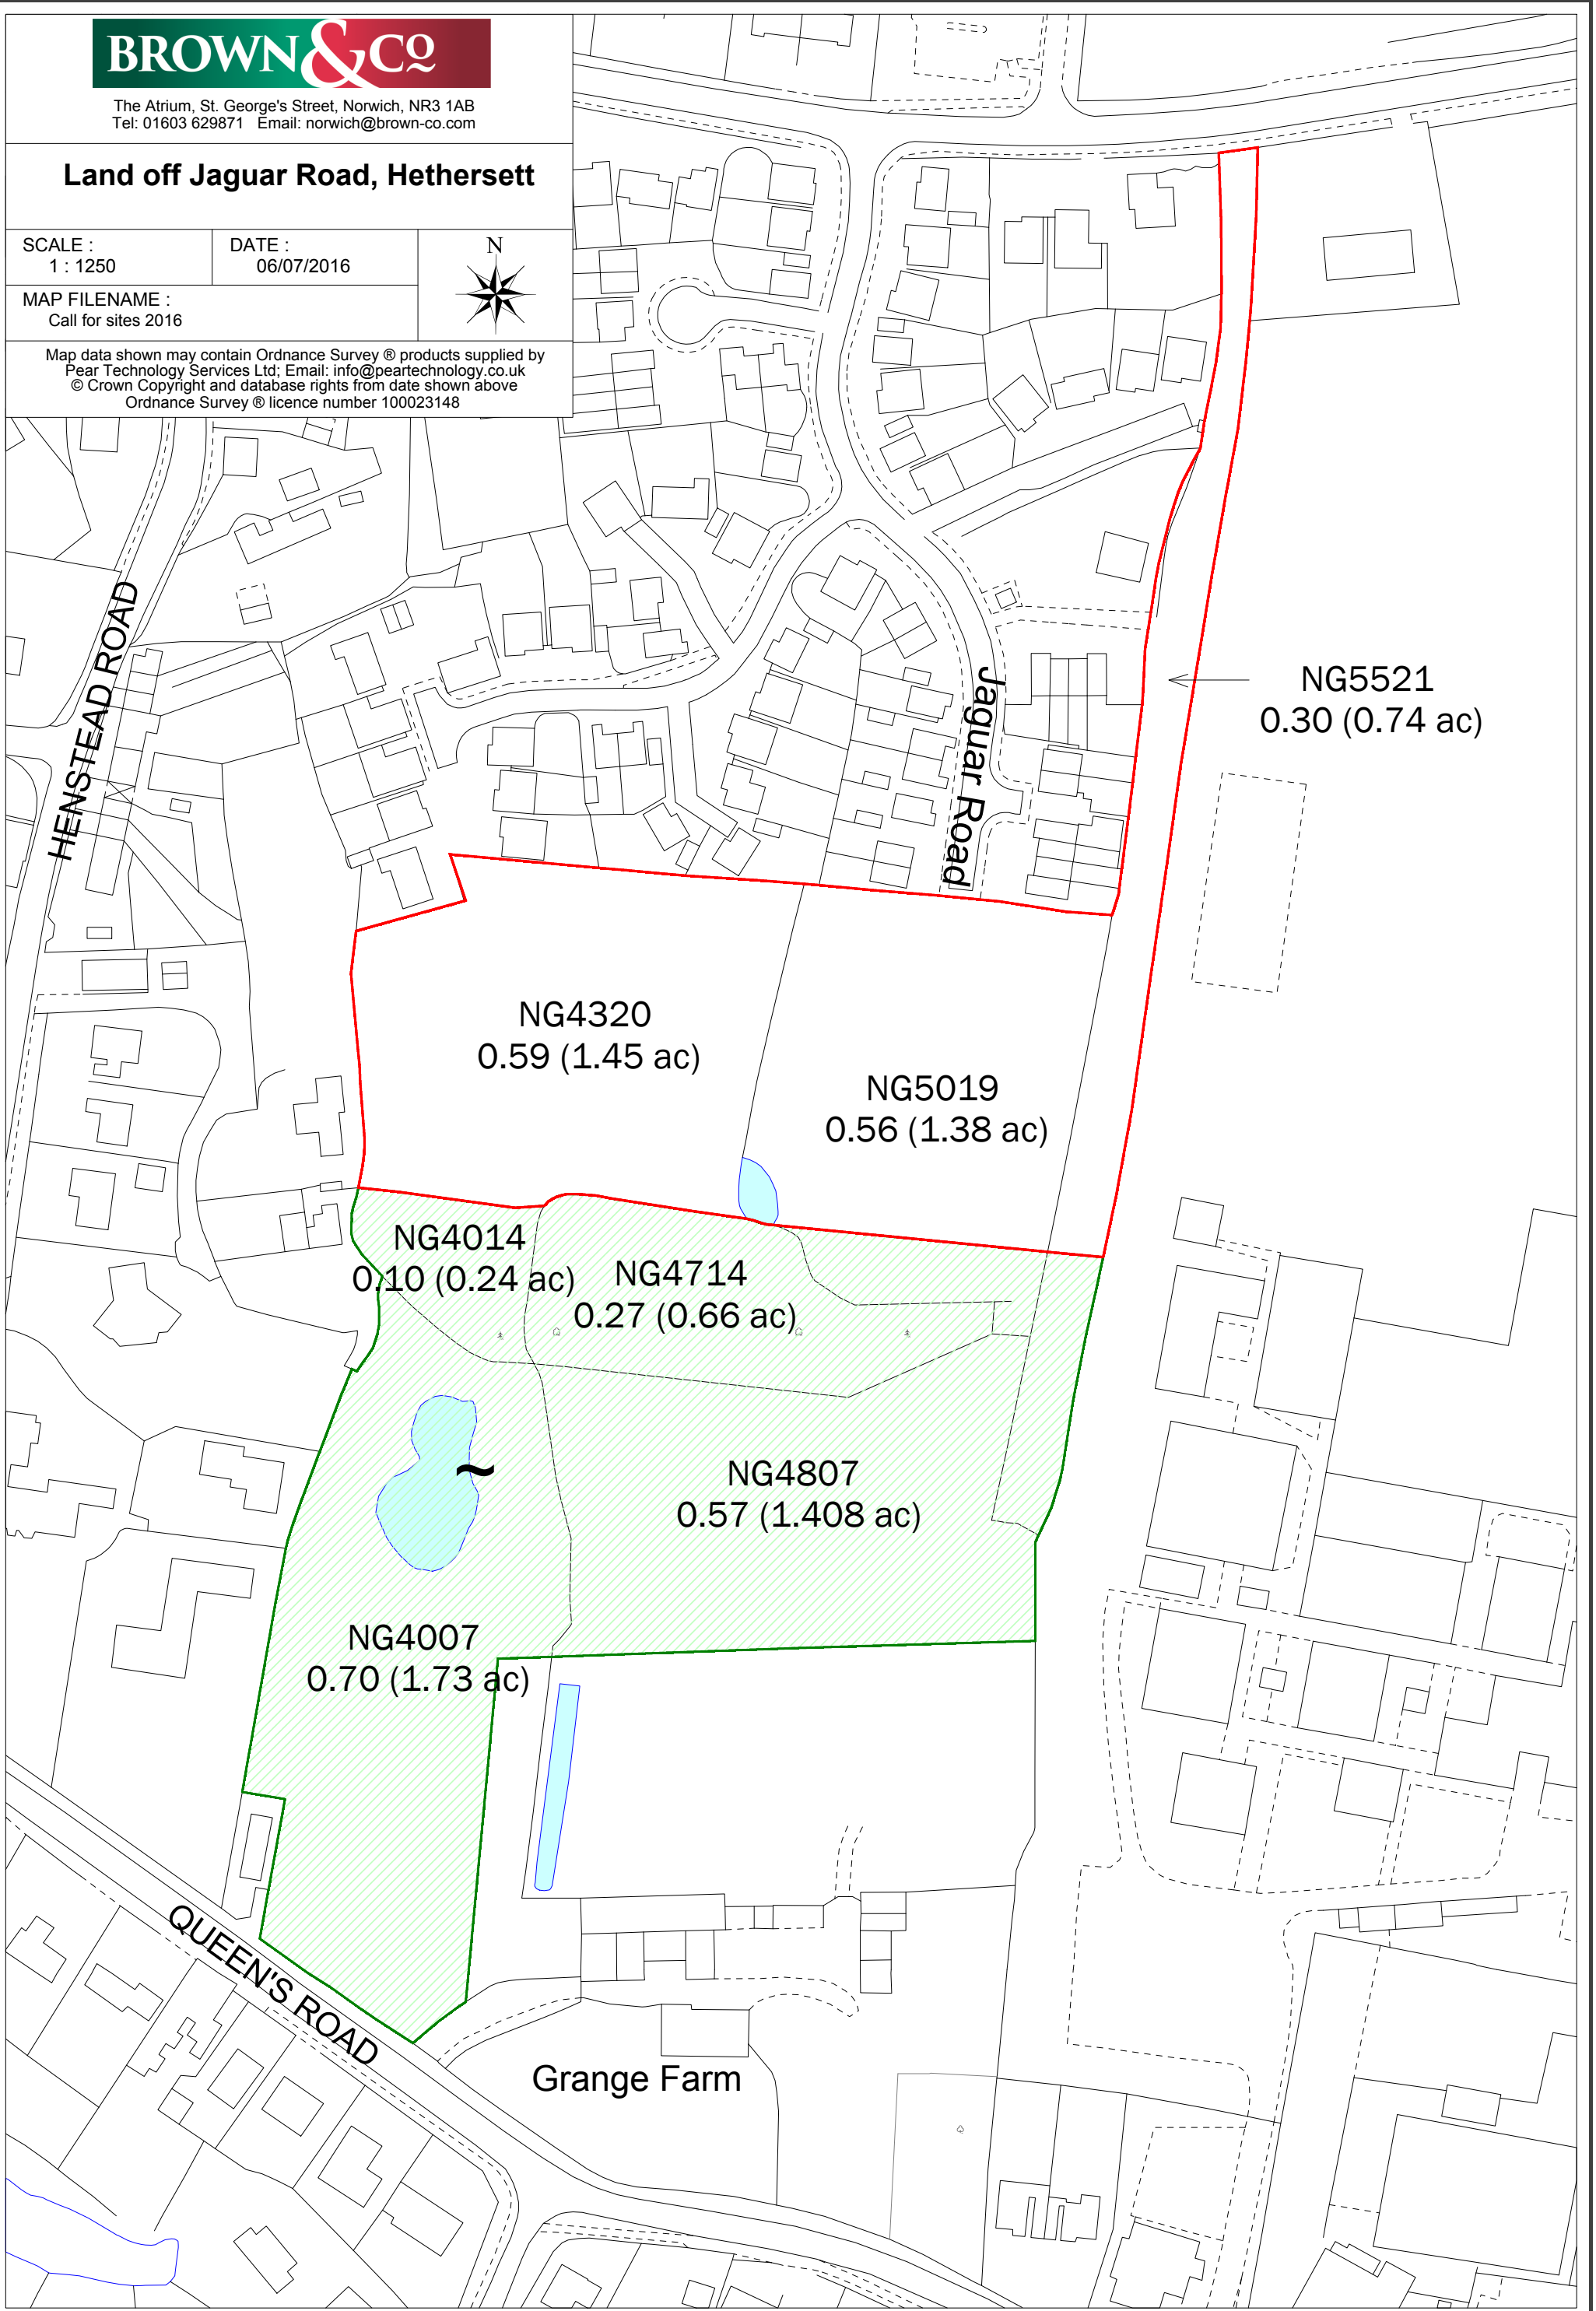 BROWN&CO
The Atrium, St. George's Street, Norwich, NR3 1AB
Tel: 01603 629871 Email: norwich@brown-co.com
Land off Jaguar Road, Hethersett
SCALE :
1 : 1250
DATE :
06/07/2016
N
MAP FILENAME :
Call for sites 2016
Map data shown may contain Ordnance Survey ® products supplied by
Pear Technology Services Ltd; Email: info@peartechnology.co.uk
© Crown Copyright and database rights from date shown above
Ordnance Survey ® licence number 100023148
HENSTEAD ROAD
Jaguar Road
NG5521
0.30 (0.74 ac)
NG4320
0.59 (1.45 ac)
NG5019
0.56 (1.38 ac)
NG4014
0.10 (0.24 ac)
NG4714
0.27 (0.66 ac)
~
NG4807
0.57 (1.408 ac)
NG4007
0.70 (1.73 ac)
QUEEN'S ROAD
Grange Farm